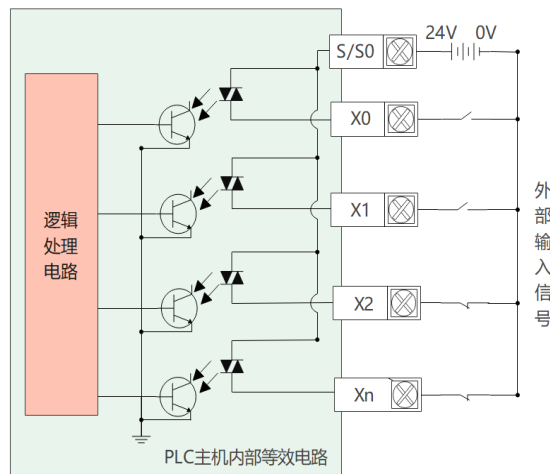 S/S0
24V 0V
X0
X1
X2
Xn
逻辑
处理
电路
外
部
输
入
信
号
PLC主机内部等效电路